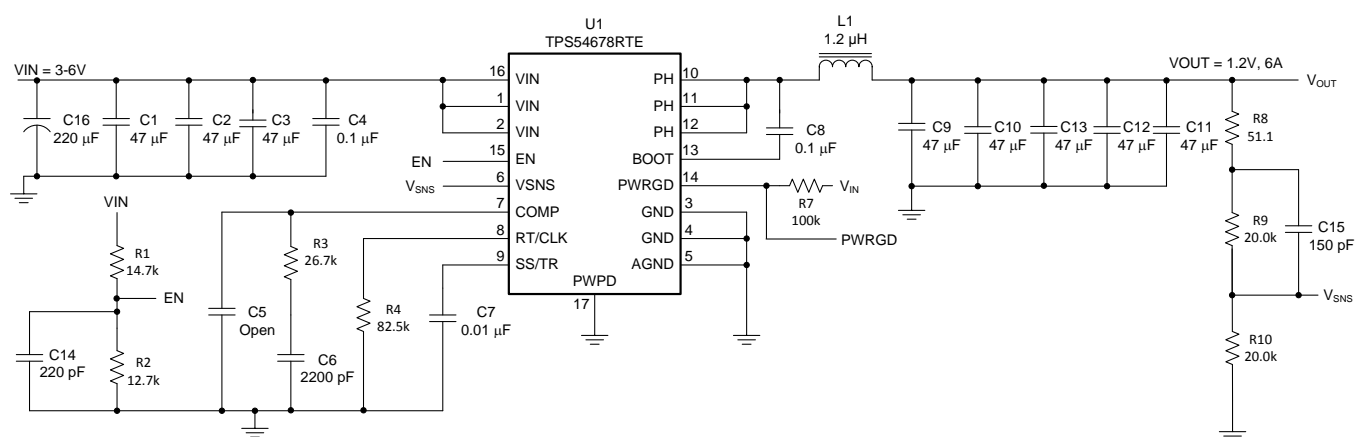 U1
TPS54678RTE
L1
1.2 µH
VIN = 3-6V
VOUT = 1.2V, 6A
VOUT
16 VIN
1 VIN
2 VIN
15 EN
6 VSNS
7 COMP
8 RT/CLK
9 SS/TR
PH 10
PH 11
PH 12
BOOT 13
PWRGD 14
GND 3
GND 4
AGND 5
PWPD
17
C16
220 µF
C1
47 µF
C2
47 µF
C3
47 µF
C4
0.1 µF
EN
VSNS
C8
0.1 µF
C9
47 µF
C10
47 µF
C13
47 µF
C12
47 µF
C11
47 µF
R8
51.1
R7
100k
VIN
PWRGD
R9
20.0k
C15
150 pF
VSNS
R10
20.0k
VIN
R1
14.7k
EN
C14
220 pF
R2
12.7k
C5
Open
R3
26.7k
C6
2200 pF
R4
82.5k
C7
0.01 µF